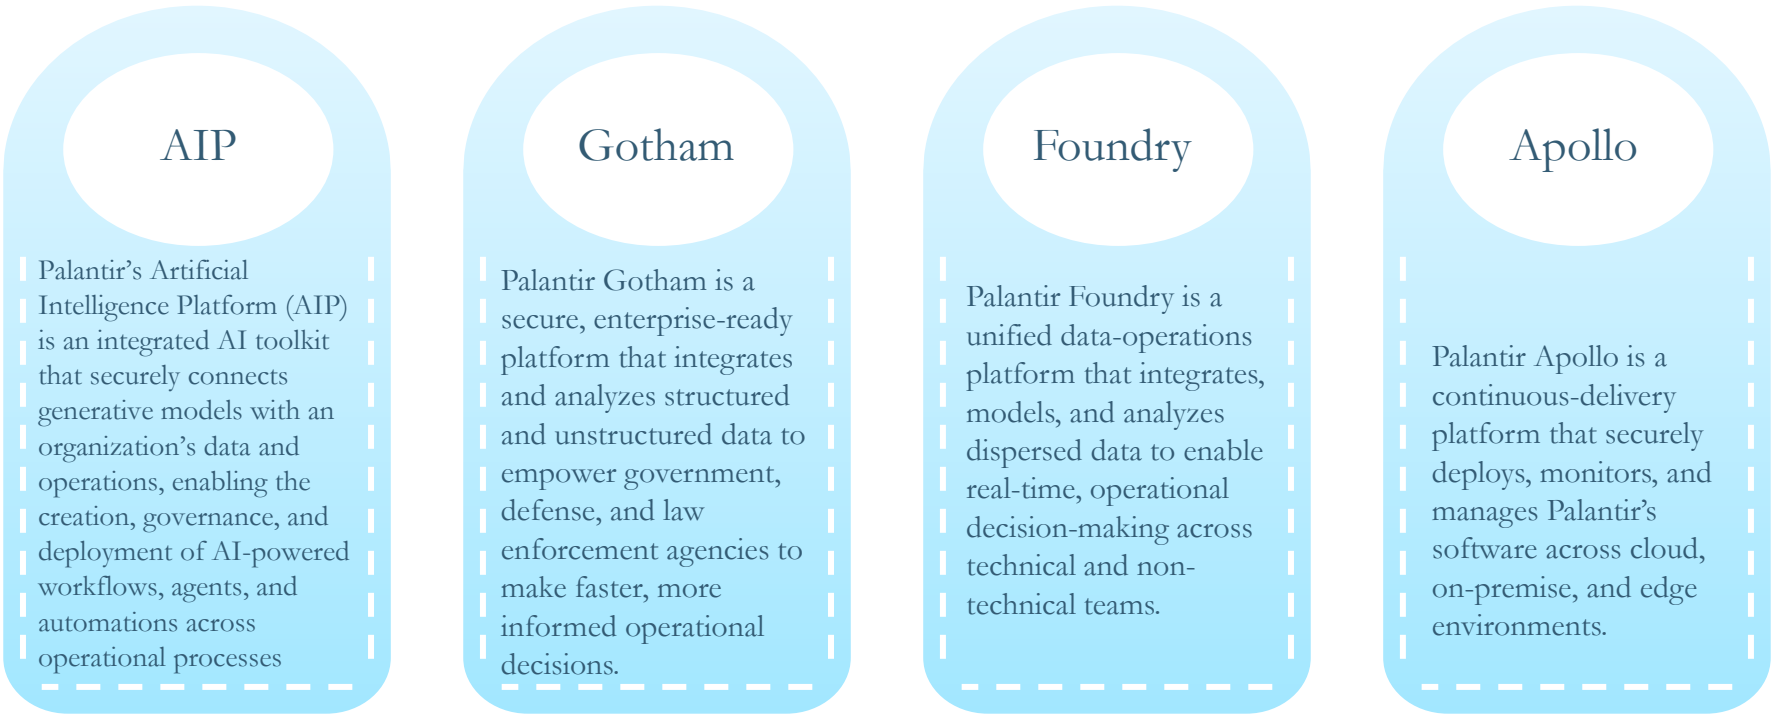 AIP
Palantir's Artificial
Intelligence Platform (AIP)
is an integrated AI toolkit
that securely connects
generative models with an
organization's data and
operations, enabling the
creation, governance, and
deployment of AI-powered
workflows, agents, and
automations across
operational processes
Gotham
Palantir Gotham is a
secure, enterprise-ready
platform that integrates
and analyzes structured
and unstructured data to
empower government,
defense, and law
enforcement agencies to
make faster, more
informed operational
decisions.
Foundry
Palantir Foundry is a
unified data-operations
platform that integrates,
models, and analyzes
dispersed data to enable
real-time, operational
decision-making across
technical and non-
technical teams.
Apollo
Palantir Apollo is a
continuous-delivery
platform that securely
deploys, monitors, and
manages Palantir's
software across cloud,
on-premise, and edge
environments.